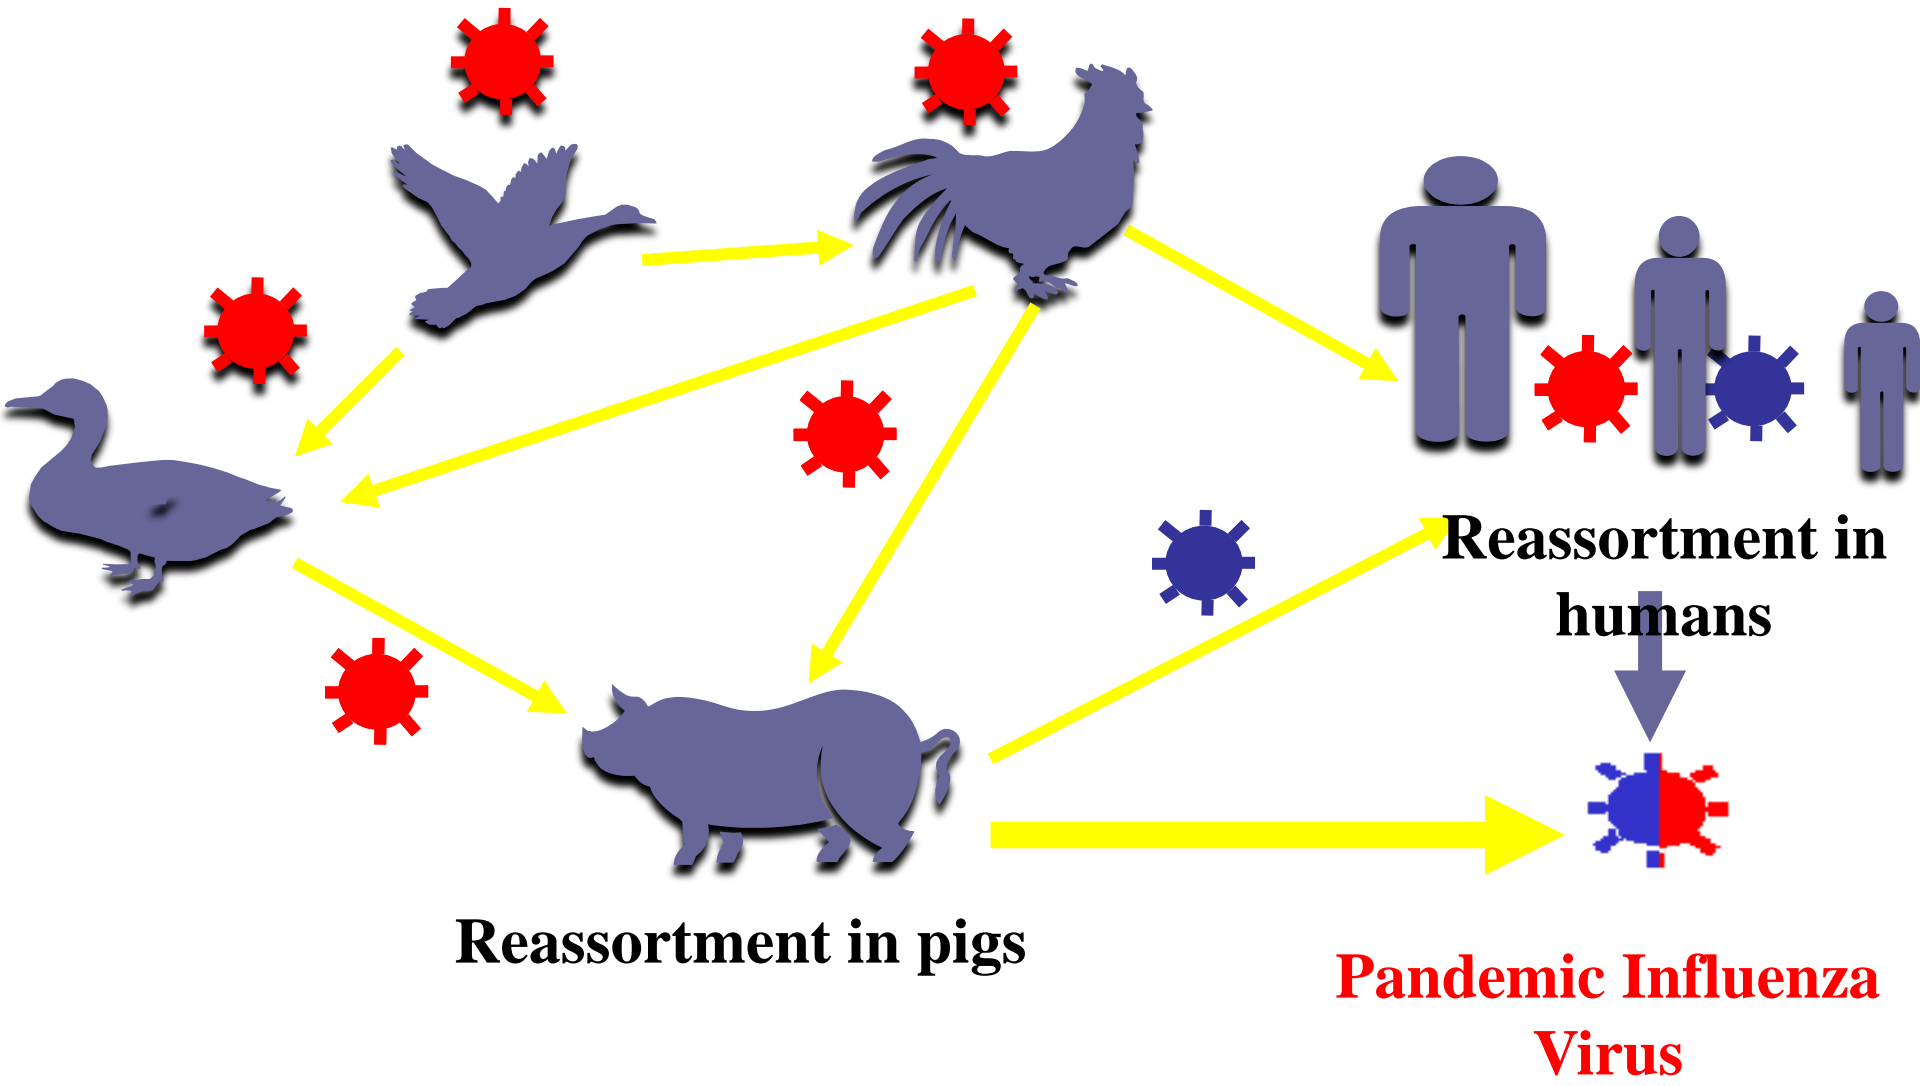 Reassortment in
humans
Reassortment in pigs
Pandemic Influenza
Virus